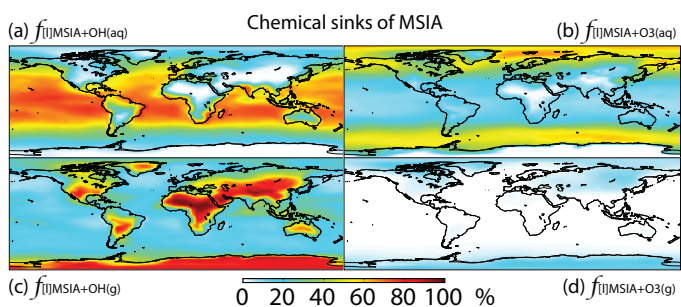 Chemical sinks of MSIA
(a) f[l]MSIA+OH(aq)
(b) f[l]MSIA+O3(aq)
(c) f[l]MSIA+OH(g)
0 20 40 60 80 100 %
(d) f[l]MSIA+O3(g)